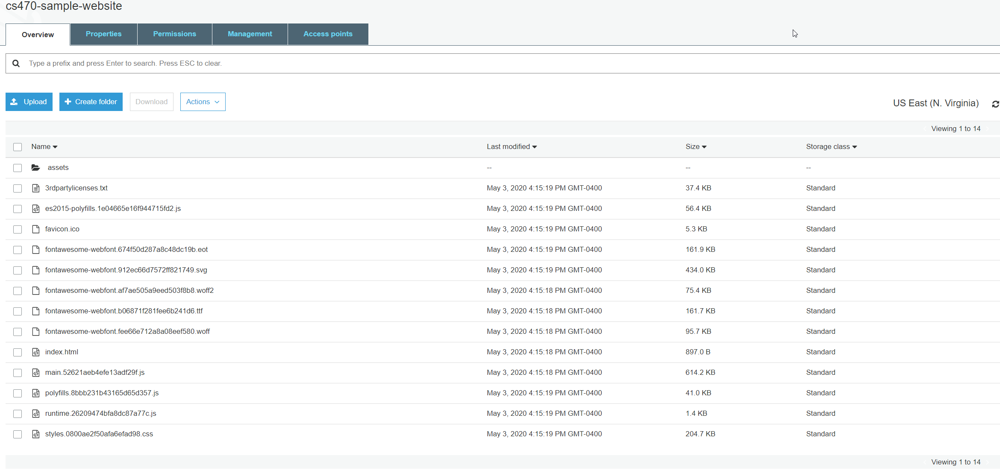 cs470-sample-website
Overview Properties Permissions Management Access points
Type a prefix and press Enter to search. Press ESC to clear.
Upload Create folder Download Actions US East (N. Virginia)
Viewing 1 to 14
Name Last modified Size Storage class
assets -- -- --
3rdpartylicenses.txt May 3, 2020 4:15:19 PM GMT-0400 37.4 KB Standard
es2015-polyfills.1e04665e16f944715fd2.js May 3, 2020 4:15:19 PM GMT-0400 56.4 KB Standard
favicon.ico May 3, 2020 4:15:19 PM GMT-0400 5.3 KB Standard
fontawesome-webfont.674f50d287a8c48dc19b.eot May 3, 2020 4:15:19 PM GMT-0400 161.9 KB Standard
fontawesome-webfont.912ec66d7572ff821749.svg May 3, 2020 4:15:19 PM GMT-0400 434.0 KB Standard
fontawesome-webfont.af7ae505a9eed503f8b8.woff2 May 3, 2020 4:15:18 PM GMT-0400 75.4 KB Standard
fontawesome-webfont.b06871f281fee6b241d6.ttf May 3, 2020 4:15:18 PM GMT-0400 161.7 KB Standard
fontawesome-webfont.fee66e712a8a08eef580.woff May 3, 2020 4:15:18 PM GMT-0400 95.7 KB Standard
index.html May 3, 2020 4:15:18 PM GMT-0400 897.0 B Standard
main.52621aeb4efe13adf29f.js May 3, 2020 4:15:18 PM GMT-0400 614.2 KB Standard
polyfills.8bbb231b43165d65d357.js May 3, 2020 4:15:19 PM GMT-0400 41.0 KB Standard
runtime.26209474bfa8dc87a77c.js May 3, 2020 4:15:19 PM GMT-0400 1.4 KB Standard
styles.0800ae2f50afa6efad98.css May 3, 2020 4:15:19 PM GMT-0400 204.7 KB Standard
Viewing 1 to 14